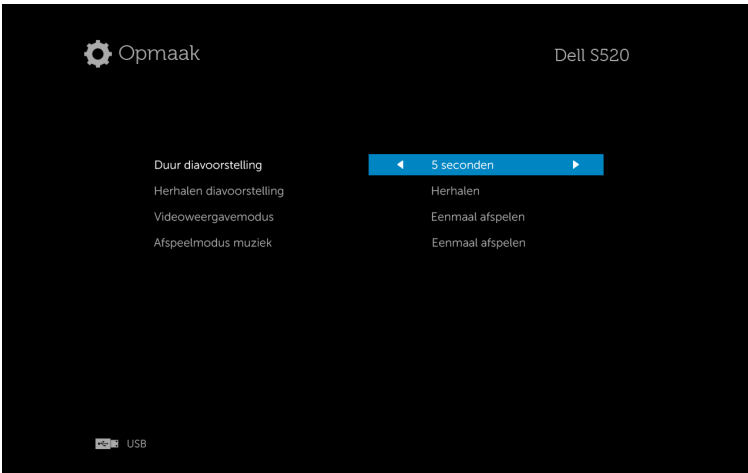 Opmaak
Dell S520
Duur diavoorstelling 5 seconden
Herhalen diavoorstelling Herhalen
Videoweergavemodus Eenmaal afspelen
Afspeelmodus muziek Eenmaal afspelen
USB